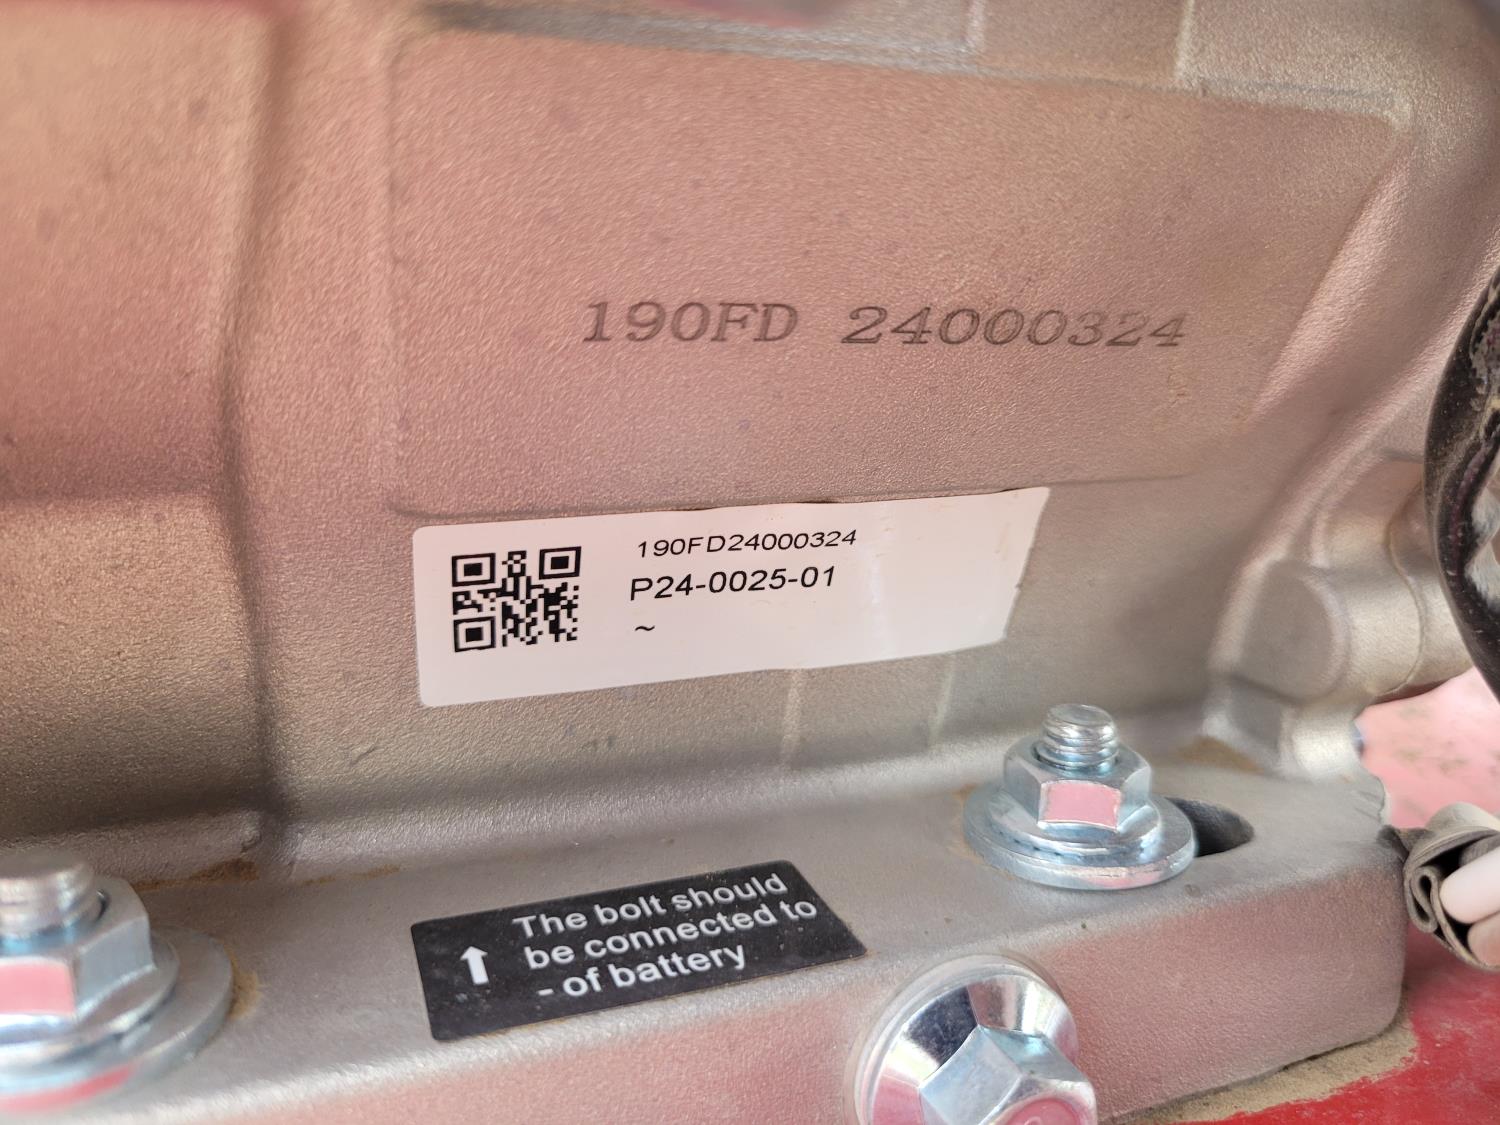 190FD 24000324
190FD24000324
P24-0025-01
~
↑ The bolt should
be connected to
- of battery